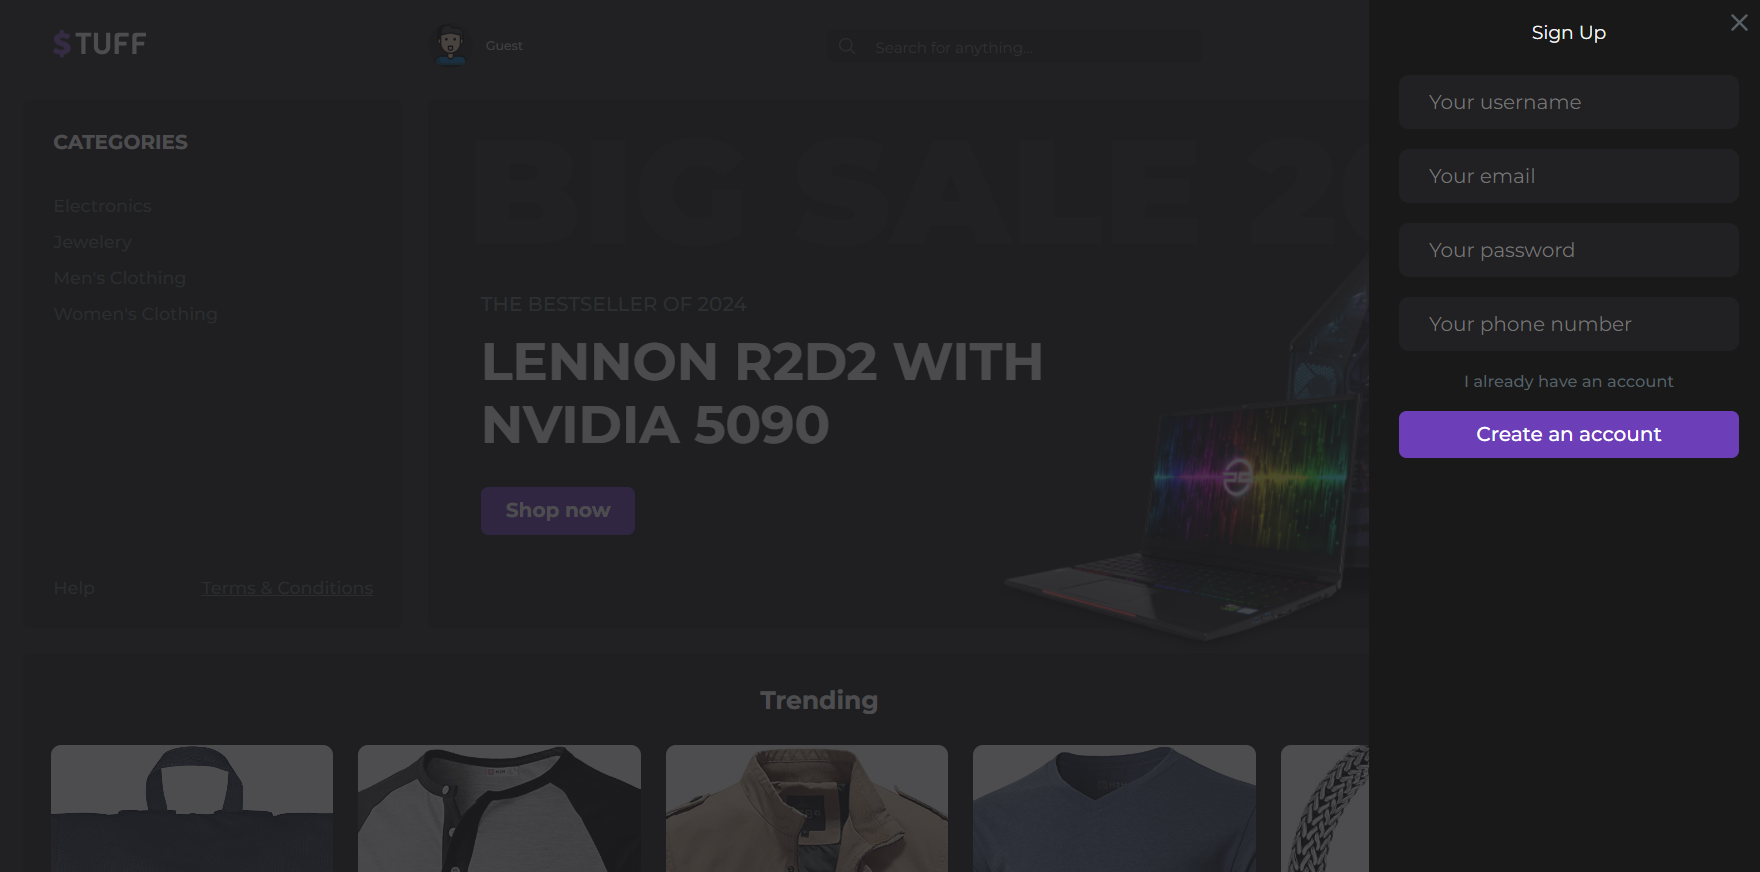 $TUFF
Guest
Search for anything...
CATEGORIES
Electronics
Jewelery
Men's Clothing
Women's Clothing
Help
Terms & Conditions
BIG SALE 20
THE BESTSELLER OF 2024
LENNON R2D2 WITH
NVIDIA 5090
Shop now
Trending
Sign Up
Your username
Your email
Your password
Your phone number
I already have an account
Create an account